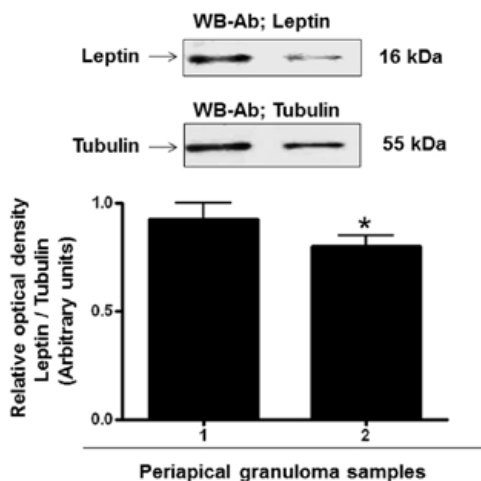 WB-Ab; Leptin
Leptin → 16 kDa
WB-Ab; Tubulin
Tubulin → 55 kDa
Relative optical density
Leptin / Tubulin
(Arbitrary units)
1.0
0.5
0.0
*
1 2
Periapical granuloma samples